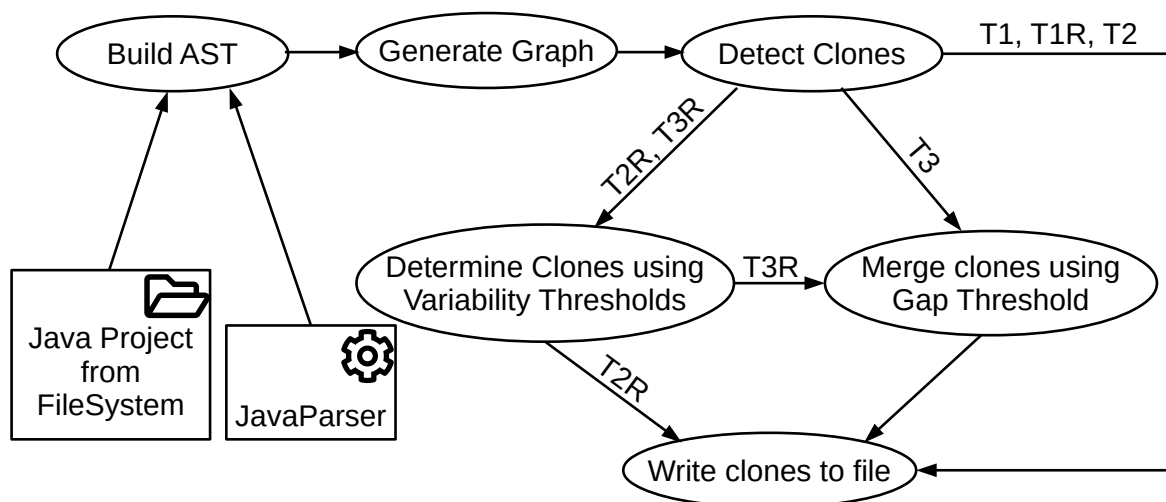 Build AST
Generate Graph
Detect Clones
T1, T1R, T2
T2R, T3R
T3
Determine Clones using
Variability Thresholds
T3R
Merge clones using
Gap Threshold
Java Project
from
FileSystem
JavaParser
T2R
Write clones to file